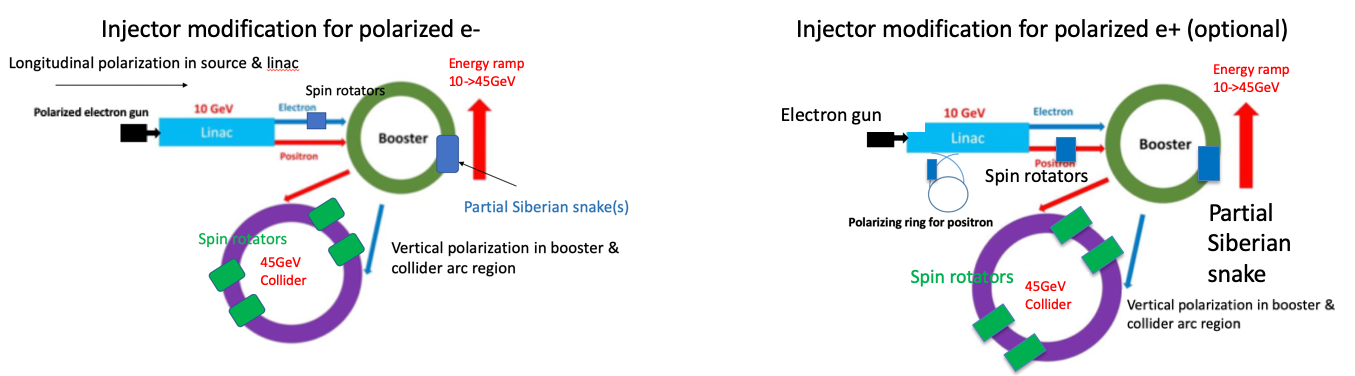 Injector modification for polarized e-
Longitudinal polarization in source & linac
Energy ramp
10->45GeV
Spin rotators
Polarized electron gun
10 GeV
Electron
Linac
Booster
Positron
Partial Siberian snake(s)
Spin rotators
45GeV
Collider
Vertical polarization in booster &
collider arc region
Injector modification for polarized e+ (optional)
Energy ramp
10->45GeV
Electron gun
10 GeV
Electron
Linac
Booster
Positron
Spin rotators
Polarizing ring for positron
Partial
Siberian
snake
Spin rotators
45GeV
Collider
Vertical polarization in booster &
collider arc region